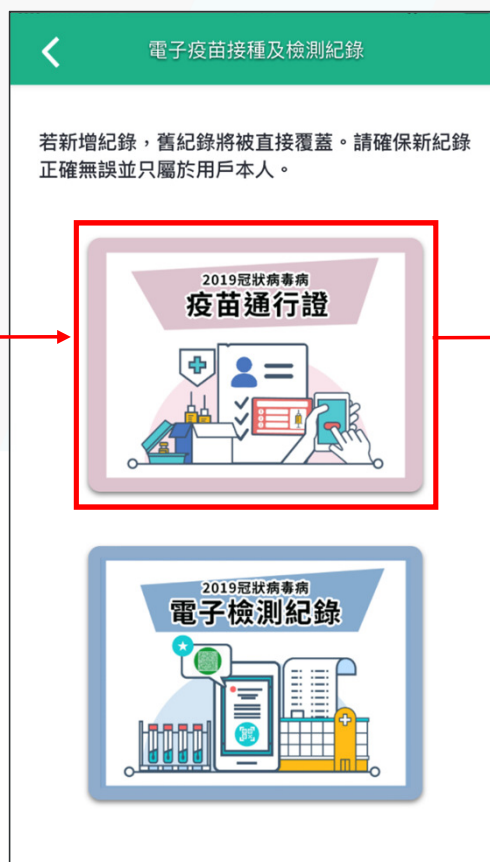 電子疫苗接種及檢測紀錄
若新增紀錄，舊紀錄將被直接覆蓋。請確保新紀錄
正確無誤並只屬於用戶本人。
2019冠狀病毒病
疫苗通行證
2019冠狀病毒病
電子檢測紀錄